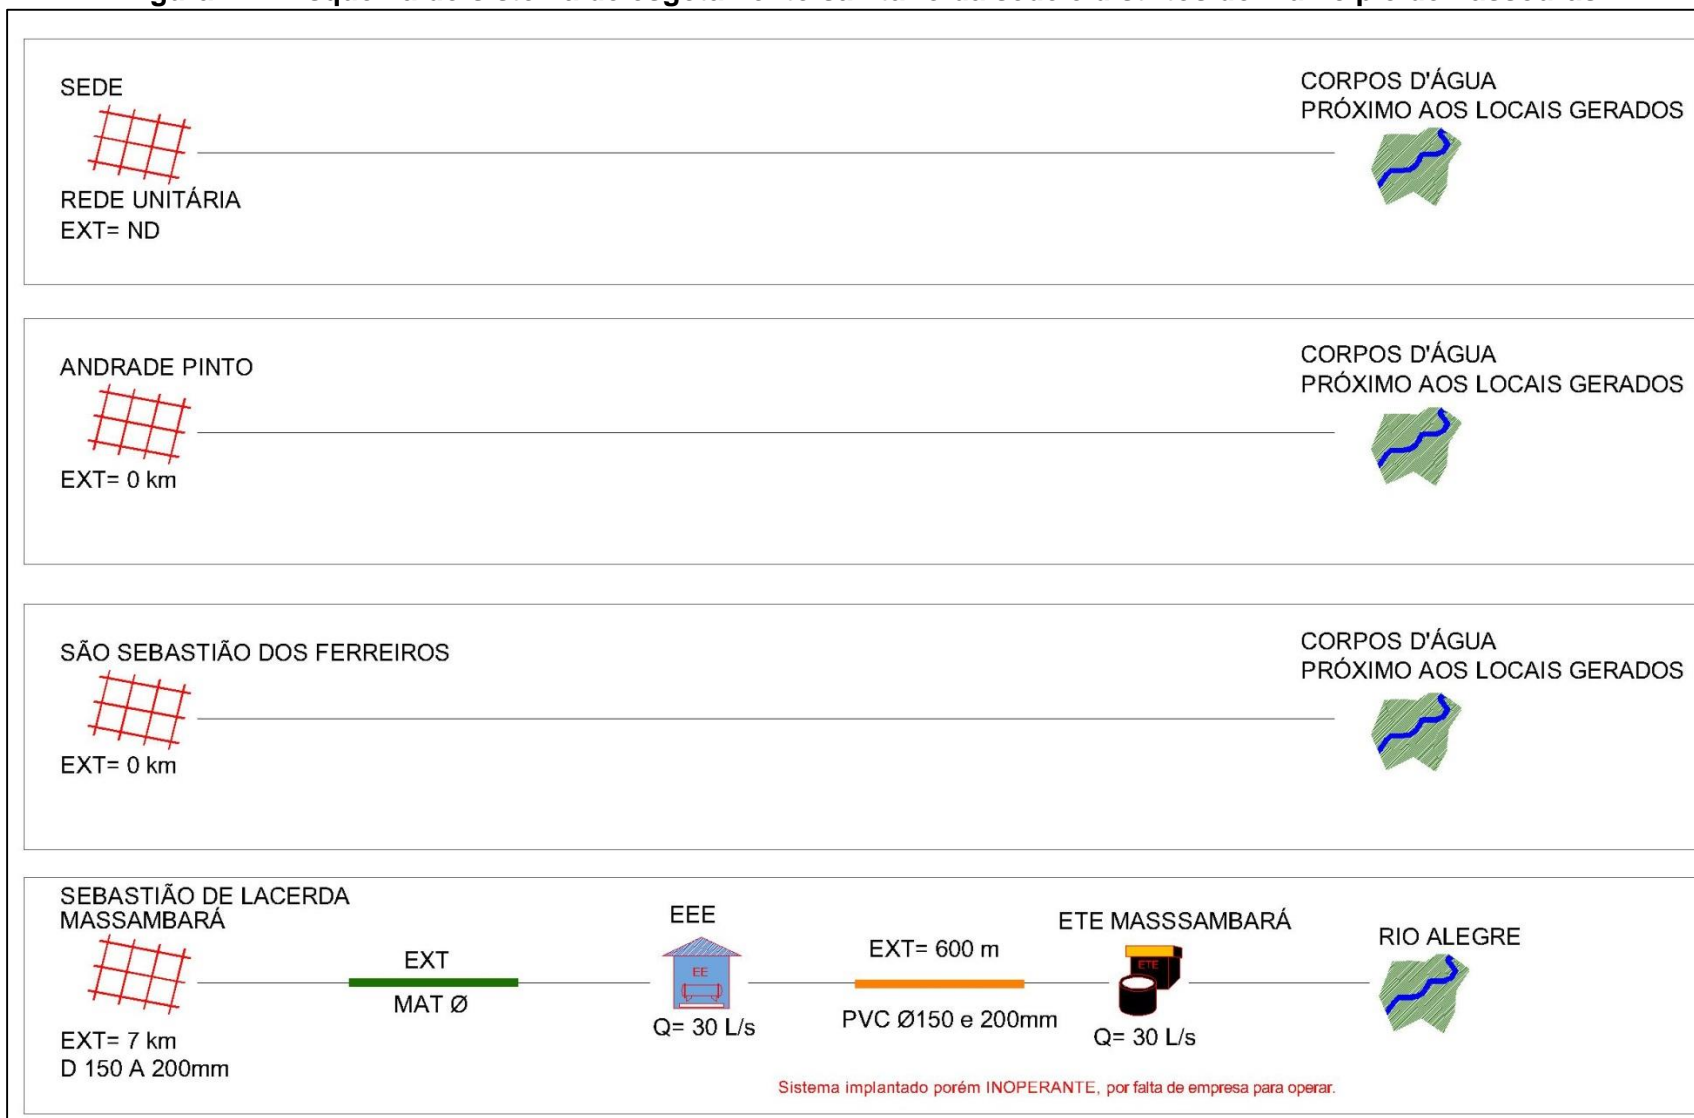 SEDE
CORPOS D'ÁGUA
PRÓXIMO AOS LOCAIS GERADOS
REDE UNITÁRIA
EXT= ND
ANDRADE PINTO
CORPOS D'ÁGUA
PRÓXIMO AOS LOCAIS GERADOS
EXT= 0 km
SÃO SEBASTIÃO DOS FERREIROS
CORPOS D'ÁGUA
PRÓXIMO AOS LOCAIS GERADOS
EXT= 0 km
SEBASTIÃO DE LACERDA
MASSAMBARÁ
EXT= 7 km
D 150 A 200mm
EXT
MAT Ø
EEE
EE
Q= 30 L/s
EXT= 600 m
PVC Ø150 e 200mm
ETE MASSSAMBARÁ
ETE
Q= 30 L/s
RIO ALEGRE
Sistema implantado porém INOPERANTE, por falta de empresa para operar.